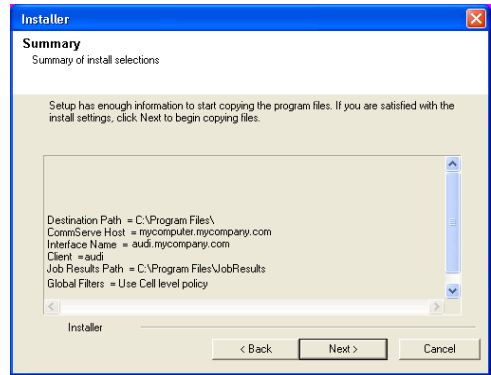 Installer
Summary
Summary of install selections
Setup has enough information to start copying the program files. If you are satisfied with the
install settings, click Next to begin copying files.
Destination Path = C:\Program Files\
CommServe Host = mycomputer.mycompany.com
Interface Name = audi.mycompany.com
Client =audi
Job Results Path = C:\Program Files\JobResults
Global Filters = Use Cell level policy
Installer
< Back Next > Cancel